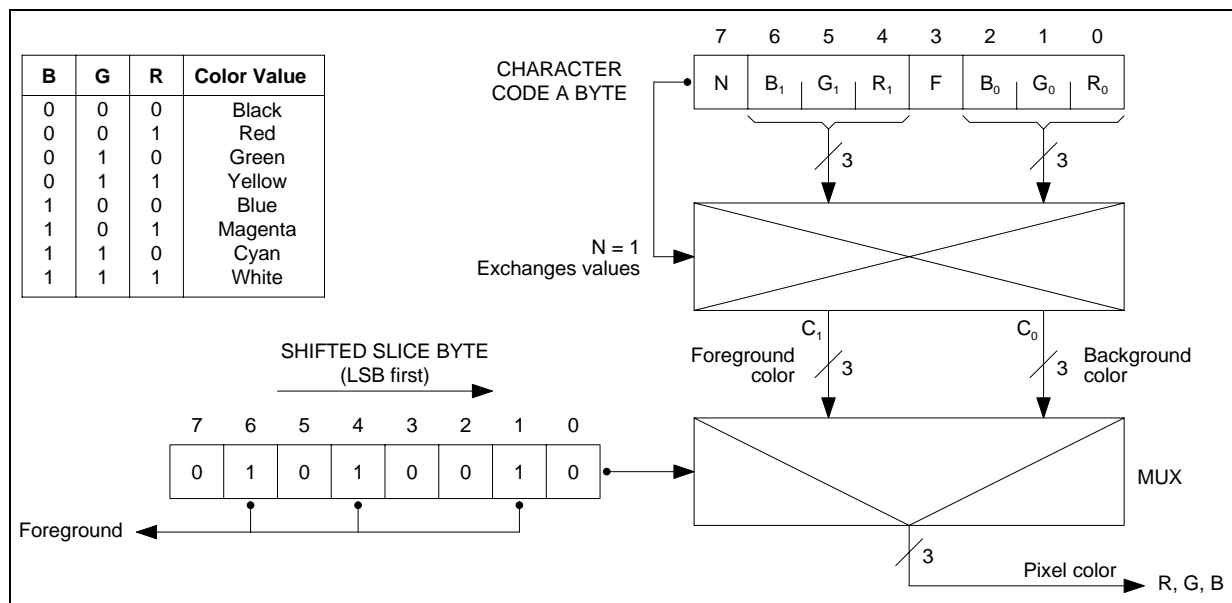 B G R Color Value
0 0 0 Black
0 0 1 Red
0 1 0 Green
0 1 1 Yellow
1 0 0 Blue
1 0 1 Magenta
1 1 0 Cyan
1 1 1 White
7 6 5 4 3 2 1 0
CHARACTER
CODE A BYTE
N B₁ G₁ R₁ F B₀ G₀ R₀
3 3
N = 1
Exchanges values
C₁ C₀
Foreground
color
3
3
Background
color
SHIFTED SLICE BYTE
(LSB first)
7 6 5 4 3 2 1 0
0 1 0 1 0 0 1 0
MUX
Foreground
3
Pixel color
R, G, B